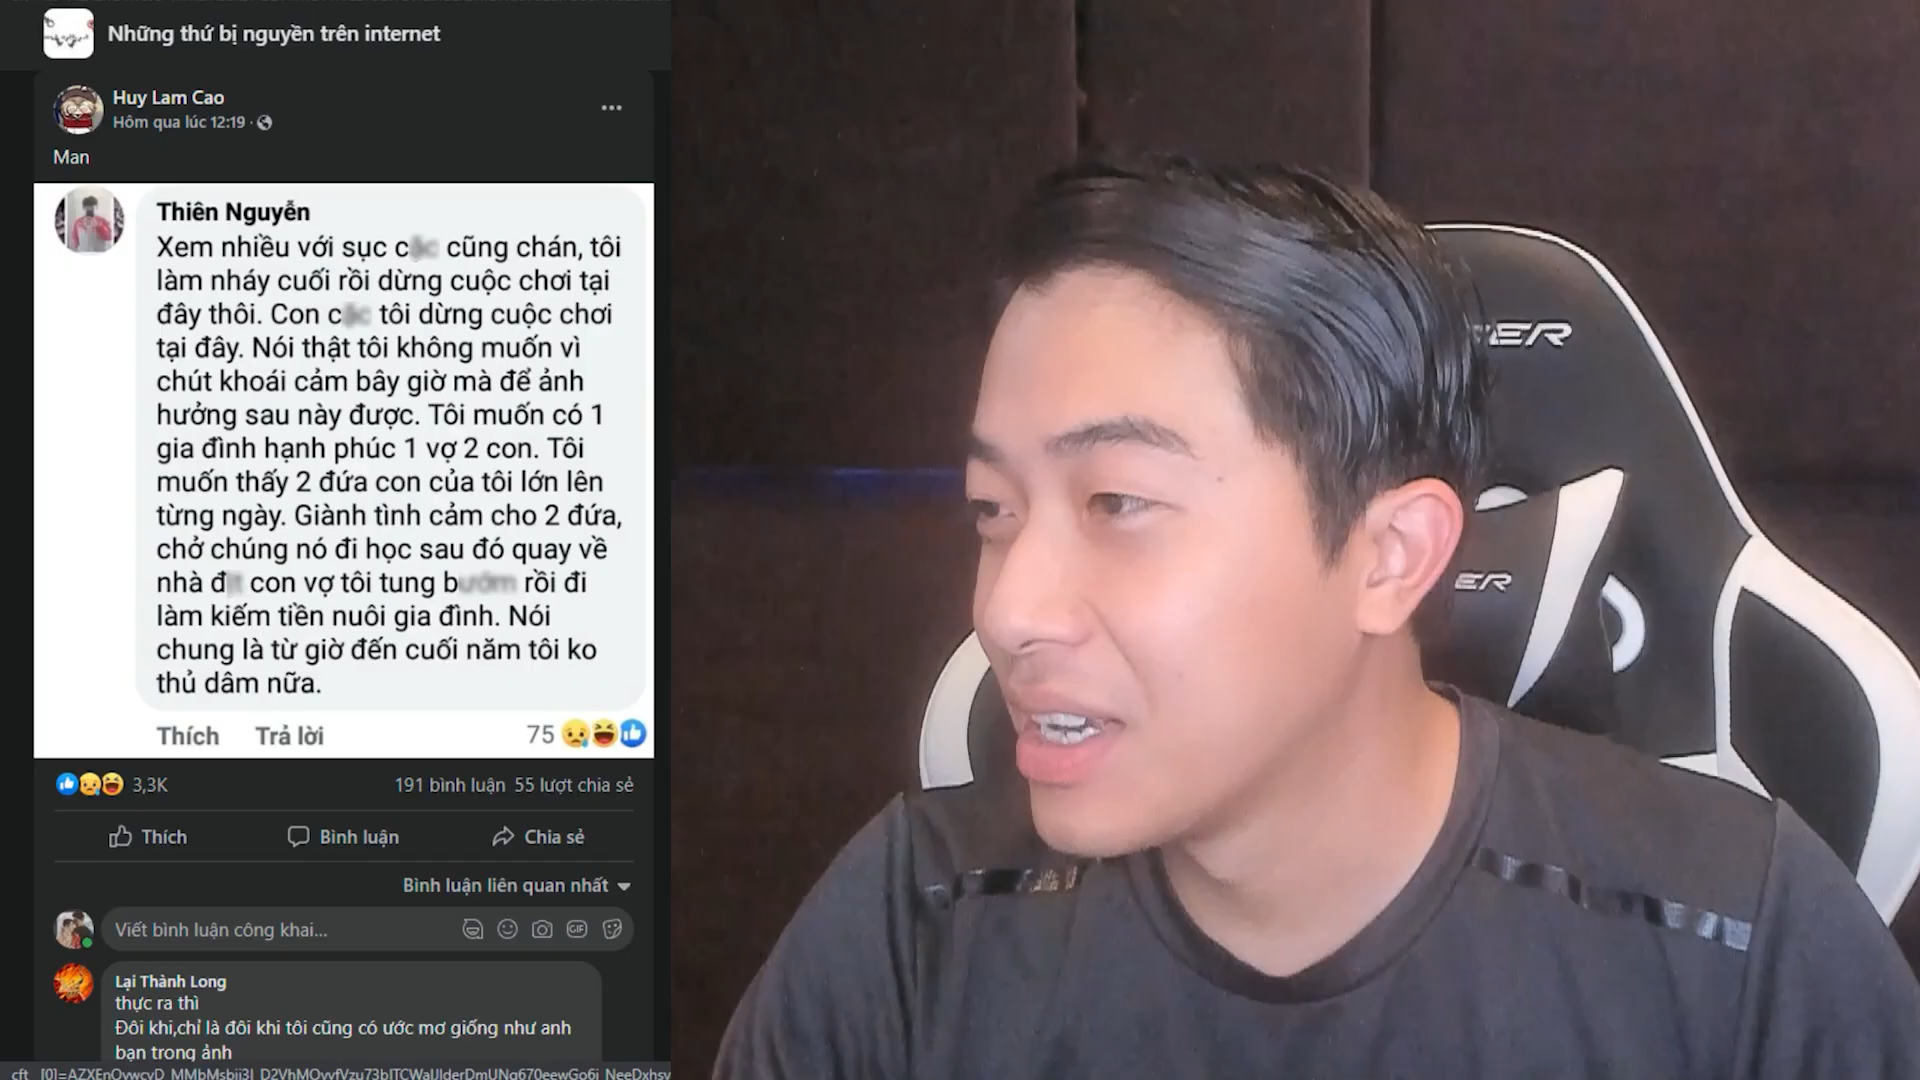 Những thứ bị nguyền trên internet
Huy Lam Cao
Hôm qua lúc 12:19 ·
Man
Thiên Nguyễn
Xem nhiều với sục c cũng chán, tôi
làm nháy cuối rồi dừng cuộc chơi tại
đây thôi. Con c tôi dừng cuộc chơi
tại đây. Nói thật tôi không muốn vì
chút khoái cảm bây giờ mà để ảnh
hưởng sau này được. Tôi muốn có 1
gia đình hạnh phúc 1 vợ 2 con. Tôi
muốn thấy 2 đứa con của tôi lớn lên
từng ngày. Giành tình cảm cho 2 đứa,
chở chúng nó đi học sau đó quay về
nhà đ con vợ tôi tung b rồi đi
làm kiếm tiền nuôi gia đình. Nói
chung là từ giờ đến cuối năm tôi ko
thủ dâm nữa.
Thích Trả lời 75
3,3K 191 bình luận 55 lượt chia sẻ
Thích Bình luận Chia sẻ
Bình luận liên quan nhất
Viết bình luận công khai... GIF
Lại Thành Long
thực ra thì
Đôi khi,chỉ là đôi khi tôi cũng có ước mơ giống như anh
bạn trong ảnh
ER
ER